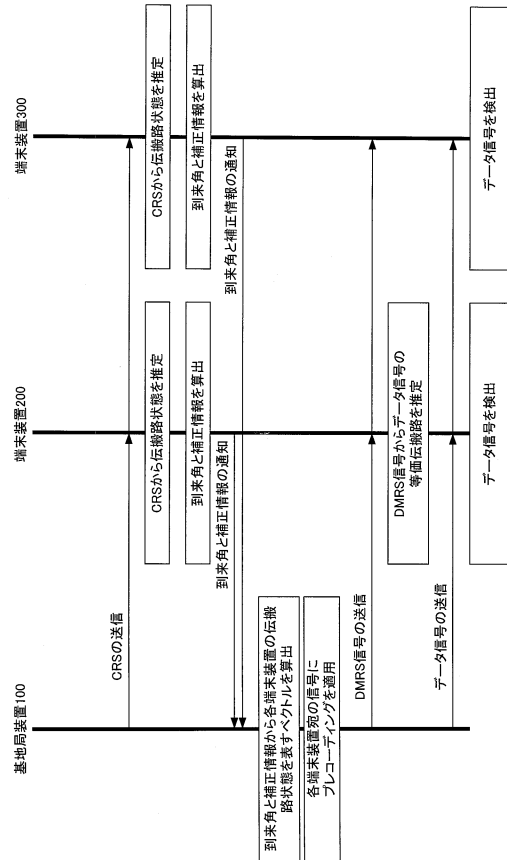 基地局装置100
端末装置200
端末装置300
CRSの送信
CRSから伝搬路状態を推定
CRSから伝搬路状態を推定
到来角と補正情報を算出
到来角と補正情報を算出
到来角と補正情報の通知
到来角と補正情報の通知
到来角と補正情報から各端末装置の伝搬
路状態を表すベクトルを算出
各端末装置宛の信号に
プレコーディングを適用
DMRS信号の送信
DMRS信号からデータ信号の
等価伝搬路を推定
データ信号の送信
データ信号を検出
データ信号を検出